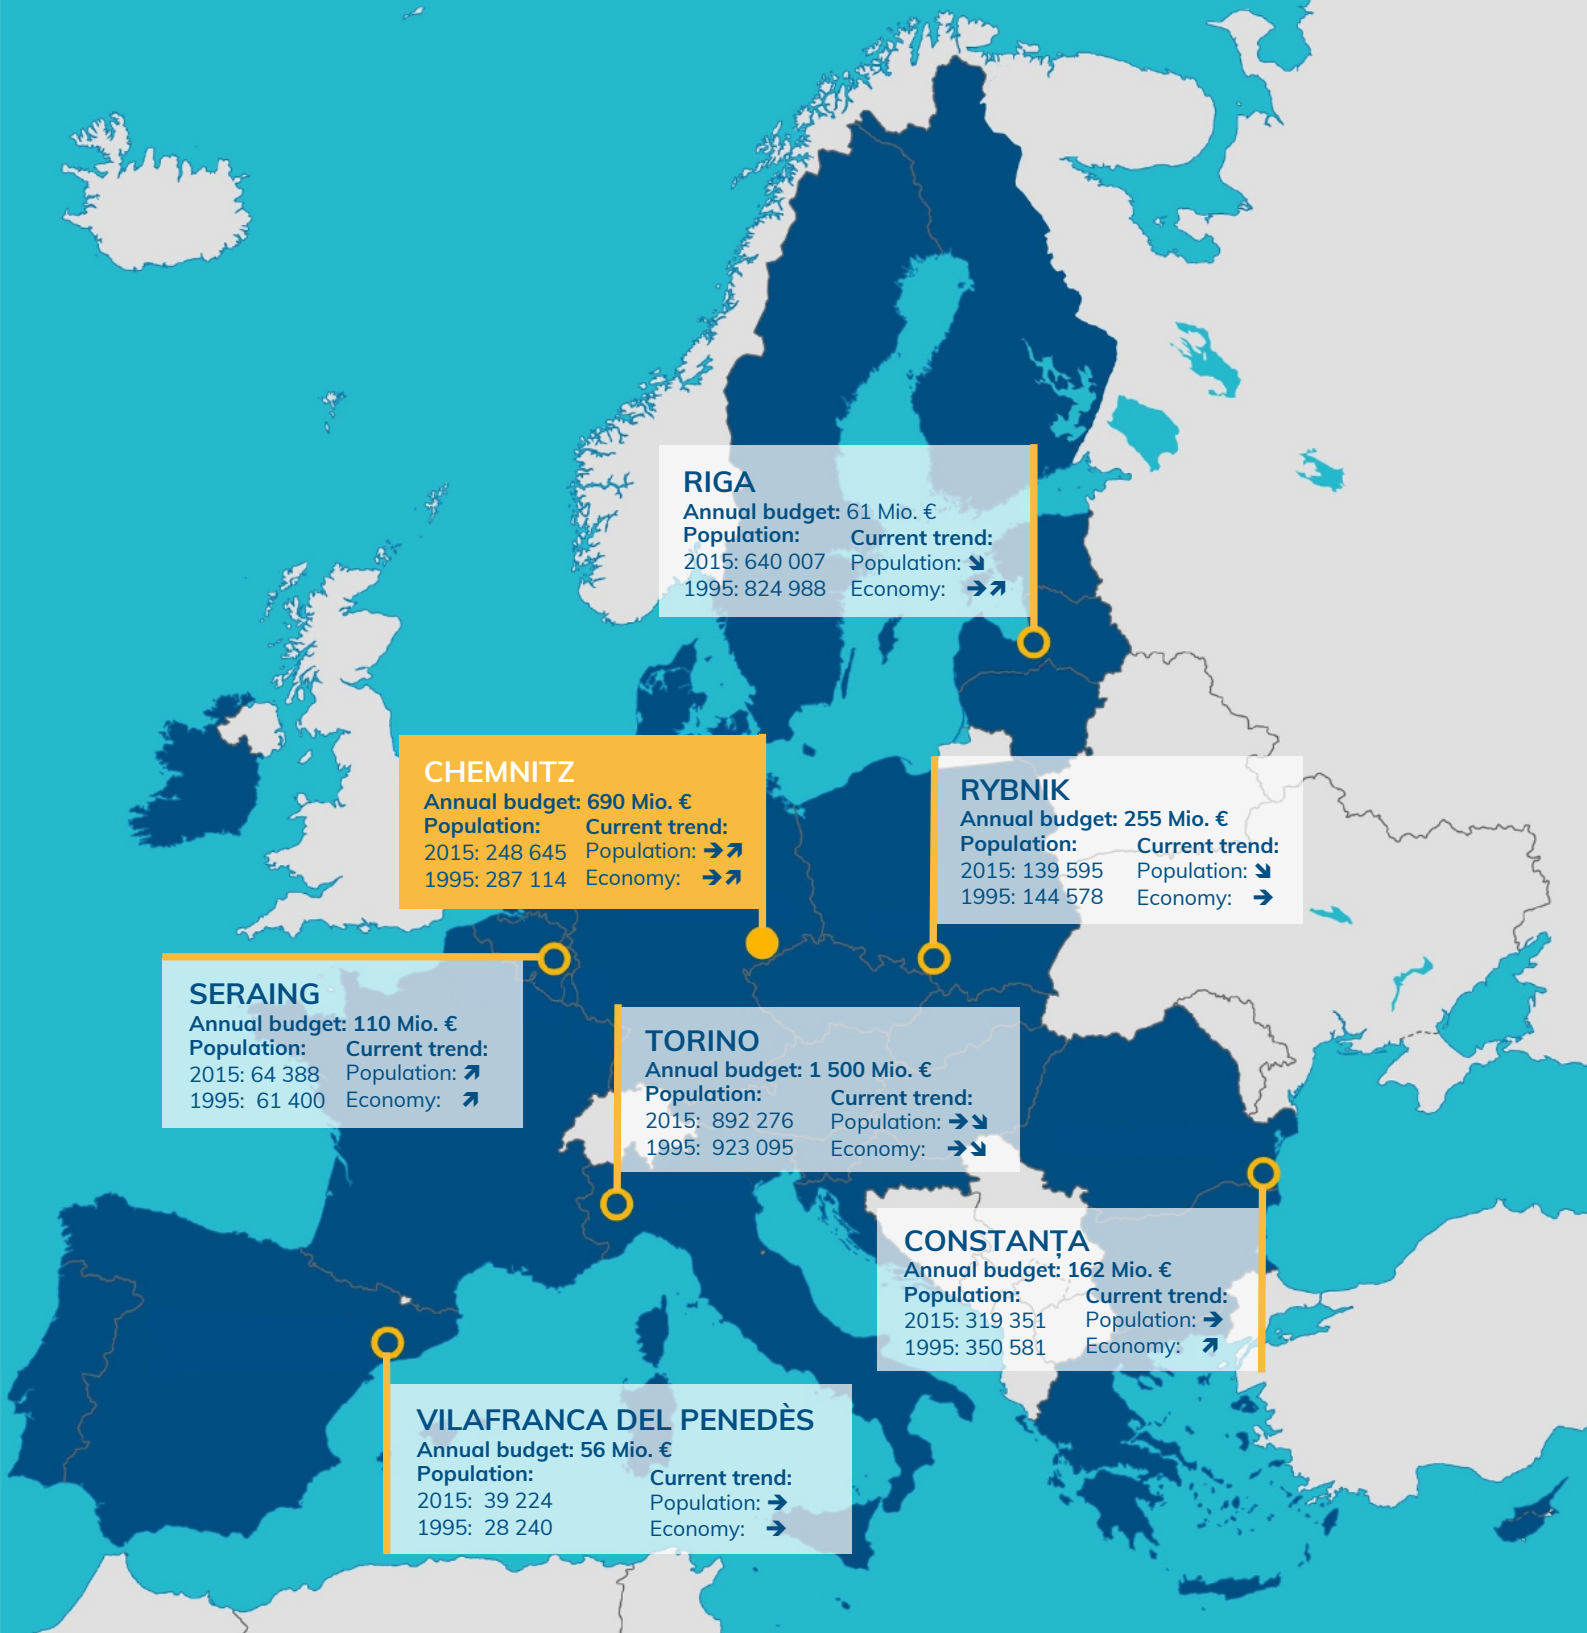 RIGA
Annual budget: 61 Mio. €
Population:
2015: 640 007
1995: 824 988
Current trend:
Population: ➔
Economy: ➔➔
CHEMNITZ
Annual budget: 690 Mio. €
Population:
2015: 248 645
1995: 287 114
Current trend:
Population: ➔➔
Economy: ➔➔
RYBNIK
Annual budget: 255 Mio. €
Population:
2015: 139 595
1995: 144 578
Current trend:
Population: ➔
Economy: ➔
SERAING
Annual budget: 110 Mio. €
Population:
2015: 64 388
1995: 61 400
Current trend:
Population: ➔
Economy: ➔
TORINO
Annual budget: 1 500 Mio. €
Population:
2015: 892 276
1995: 923 095
Current trend:
Population: ➔➔
Economy: ➔➔
CONSTANȚA
Annual budget: 162 Mio. €
Population:
2015: 319 351
1995: 350 581
Current trend:
Population: ➔
Economy: ➔
VILAFRANCA DEL PENEDÈS
Annual budget: 56 Mio. €
Population:
2015: 39 224
1995: 28 240
Current trend:
Population: ➔
Economy: ➔